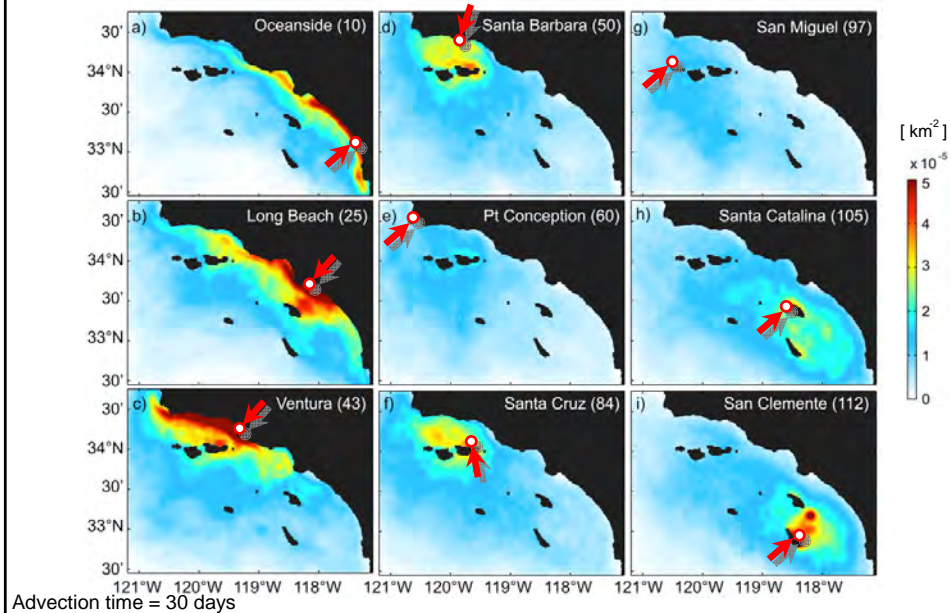 30' a) Oceanside (10) d) Santa Barbara (50) g) San Miguel (97)
34°N
30'
33°N
30'
[ km-2 ]
x 10-5
5
4
3
2
1
0
b) Long Beach (25) e) Pt Conception (60) h) Santa Catalina (105)
30'
34°N
30'
33°N
30'
c) Ventura (43) f) Santa Cruz (84) i) San Clemente (112)
30'
34°N
30'
33°N
30'
121°W 120°W 119°W 118°W 121°W 120°W 119°W 118°W 121°W 120°W 119°W 118°W
Advection time = 30 days